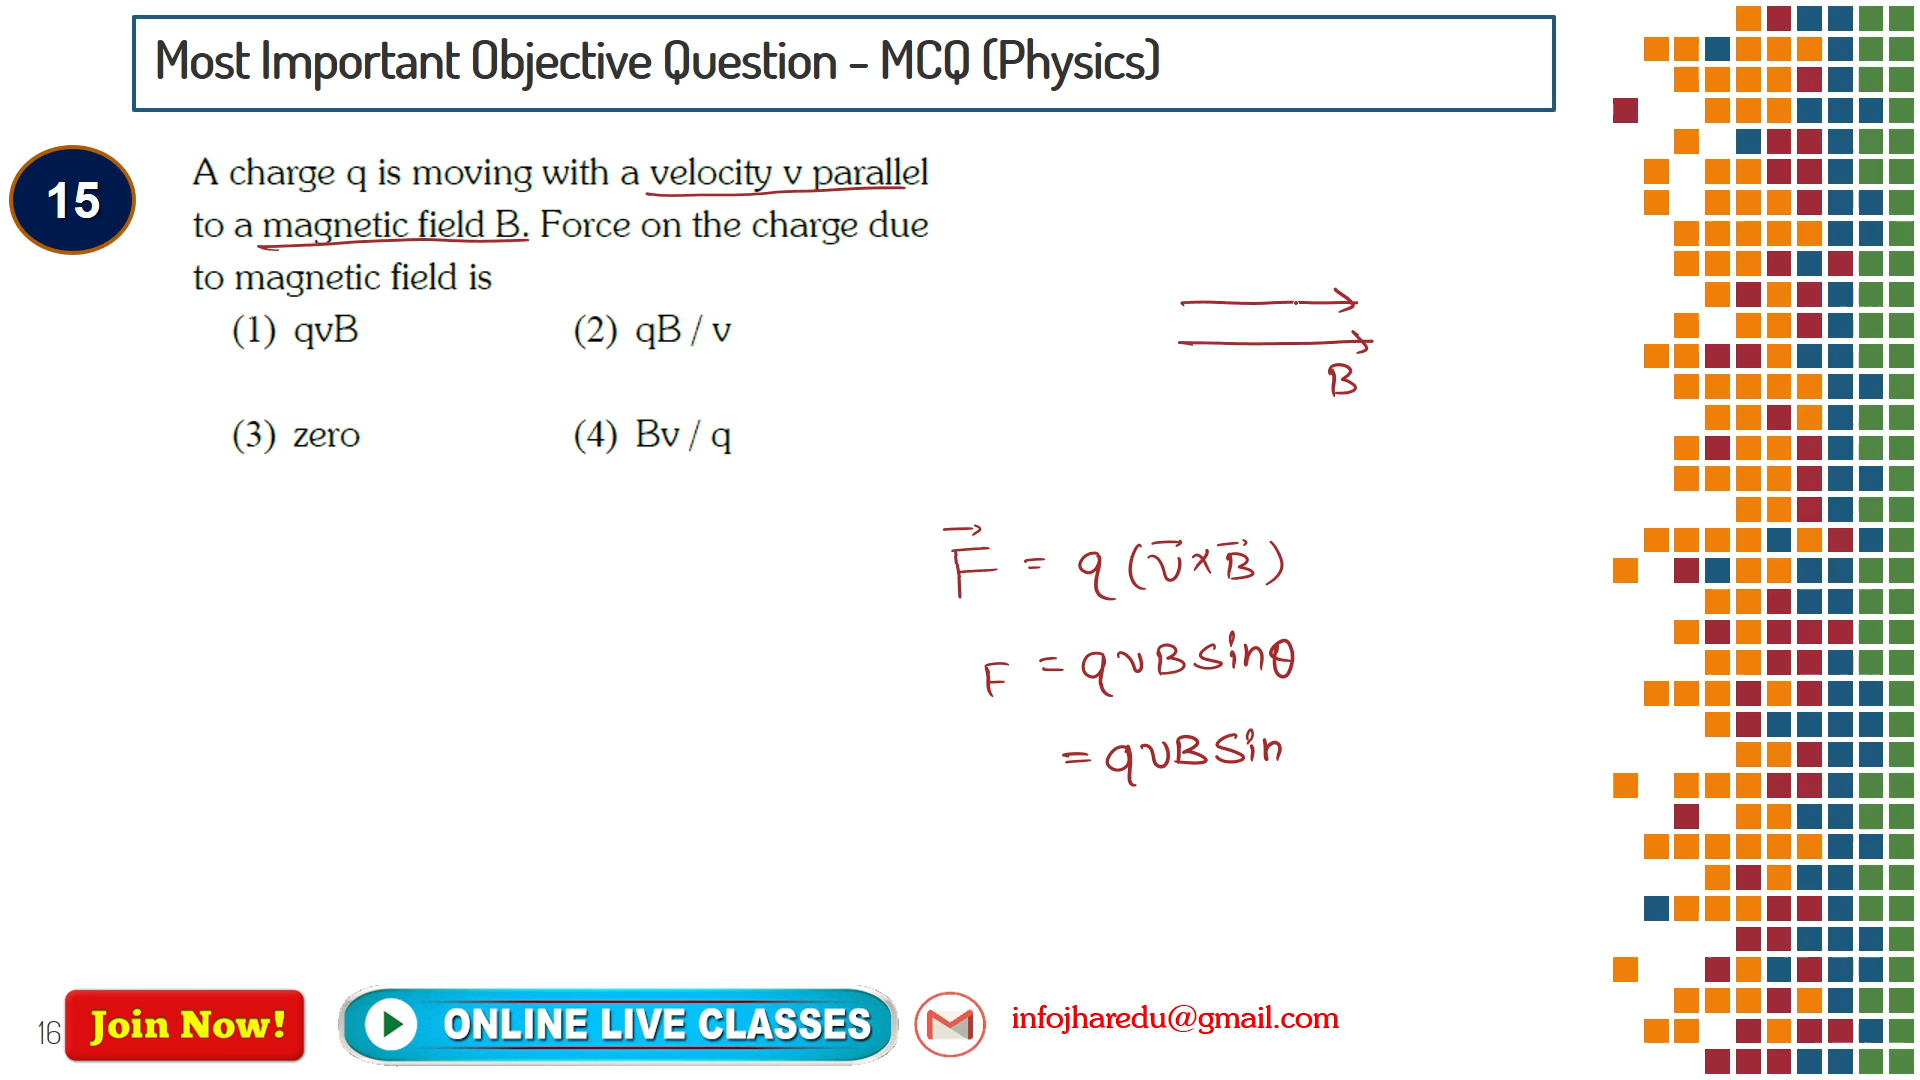 Most Important Objective Question - MCQ (Physics)
15
A charge q is moving with a velocity v parallel
to a magnetic field B. Force on the charge due
to magnetic field is
(1) qvB
(2) qB / v
(3) zero
(4) Bv / q
B
F⃗ = q (v⃗ × B⃗)
F = qvBsinθ
= qvBsin
16
Join Now!
ONLINE LIVE CLASSES
infojharedu@gmail.com